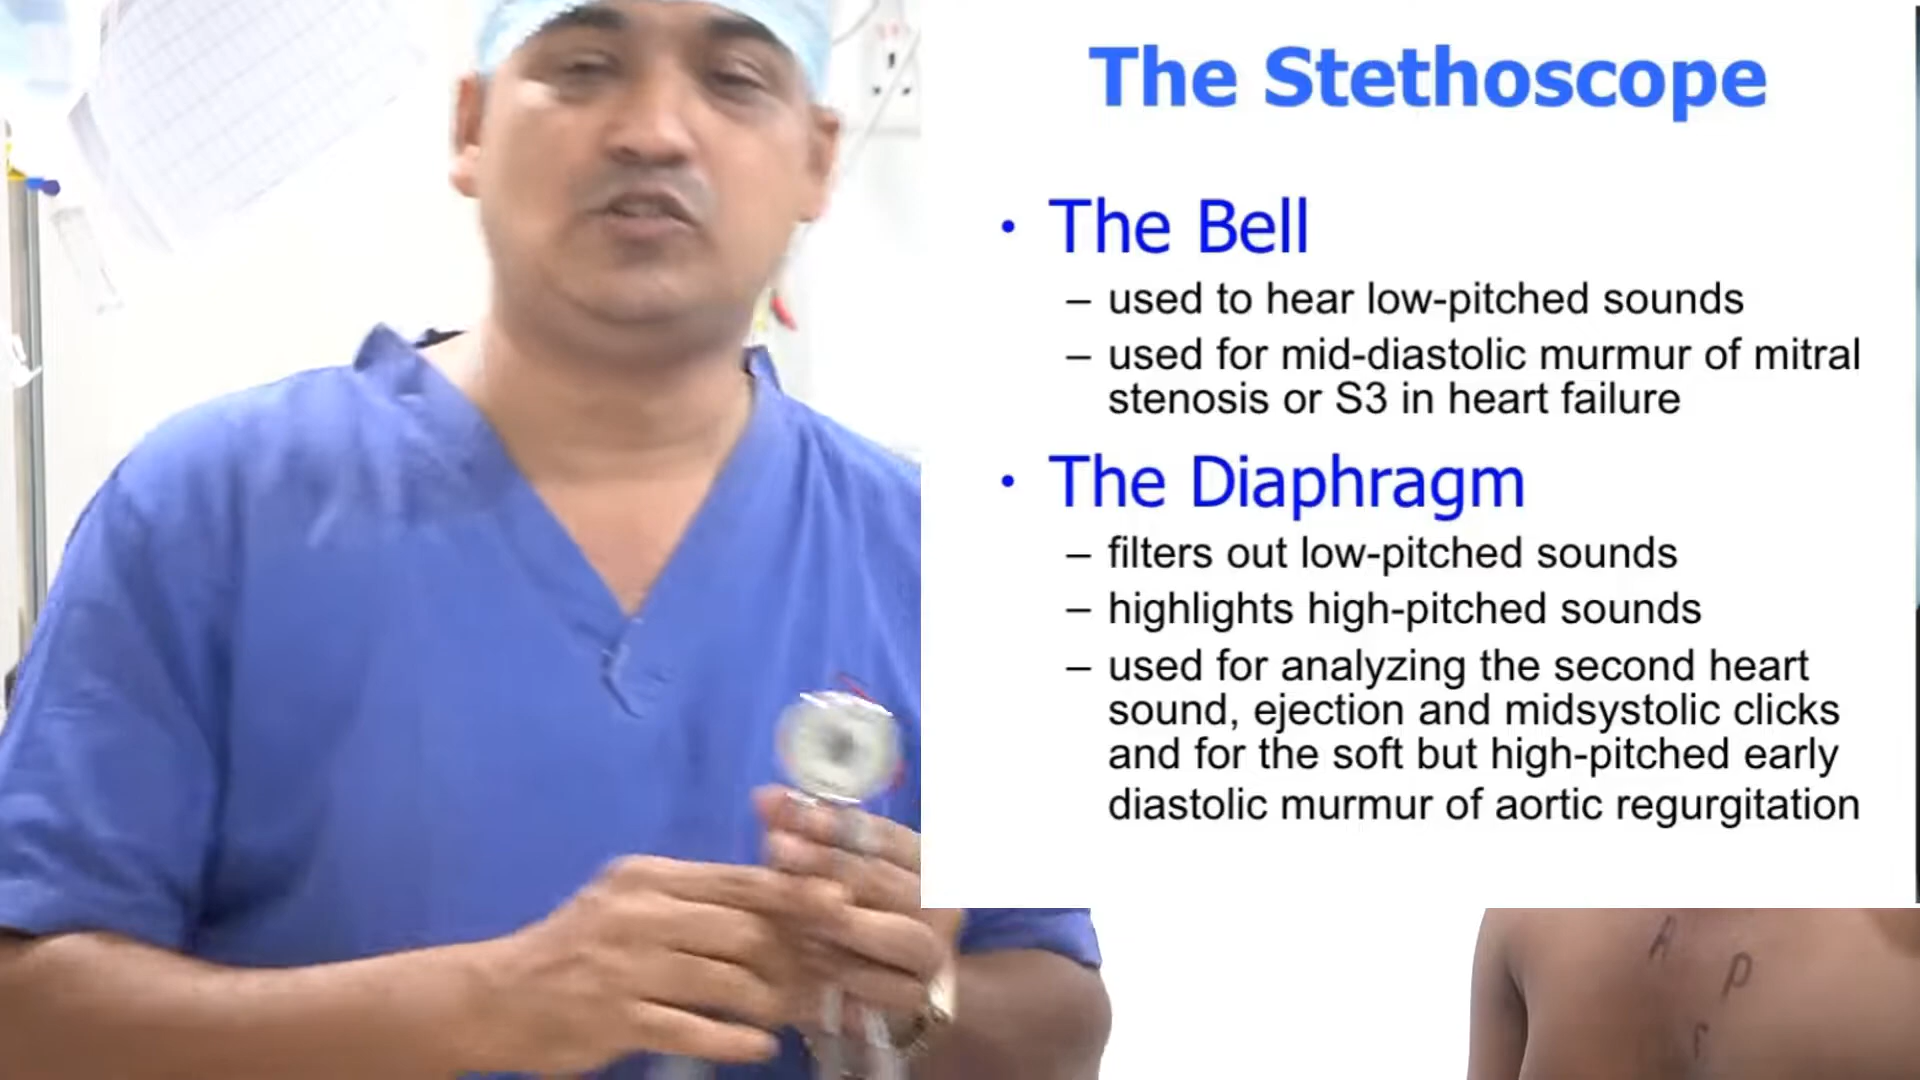 The Stethoscope
• The Bell
– used to hear low-pitched sounds
– used for mid-diastolic murmur of mitral
stenosis or S3 in heart failure
• The Diaphragm
– filters out low-pitched sounds
– highlights high-pitched sounds
– used for analyzing the second heart
sound, ejection and midsystolic clicks
and for the soft but high-pitched early
diastolic murmur of aortic regurgitation
A
P